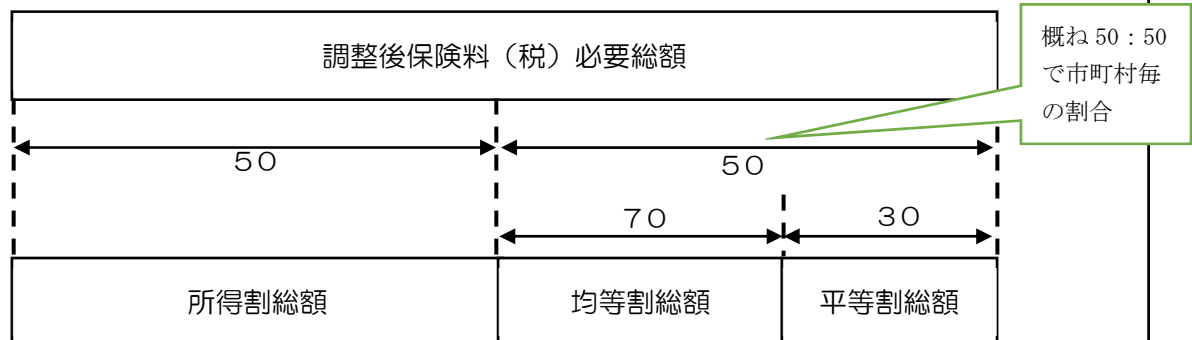 調整後保険料（税）必要総額
概ね 50：50
で市町村毎
の割合
５０
５０
７０
３０
所得割総額
均等割総額
平等割総額